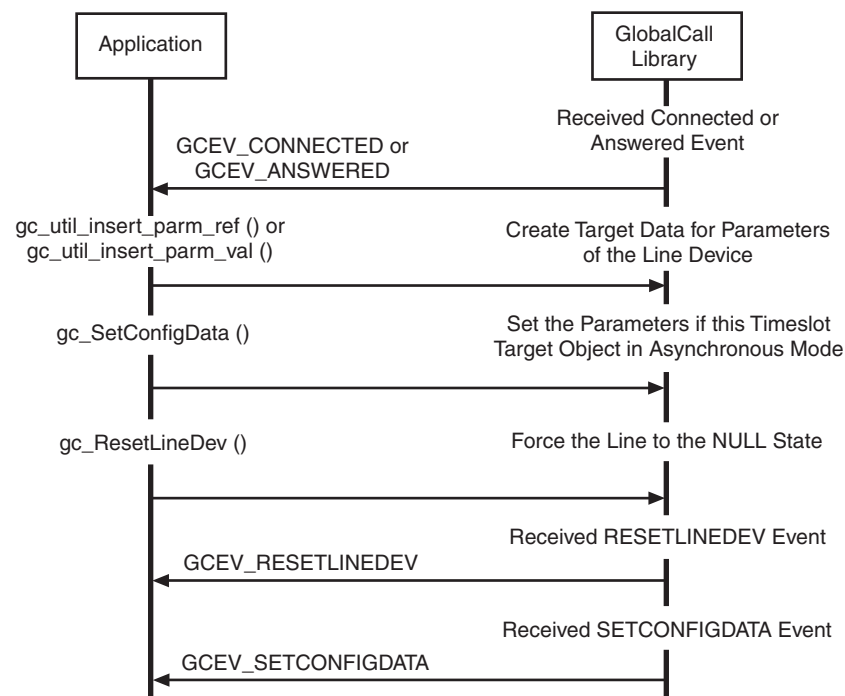 Application
GlobalCall
Library
Received Connected or
Answered Event
GCEV_CONNECTED or
GCEV_ANSWERED
gc_util_insert_parm_ref () or
gc_util_insert_parm_val ()
Create Target Data for Parameters
of the Line Device
gc_SetConfigData ()
Set the Parameters if this Timeslot
Target Object in Asynchronous Mode
gc_ResetLineDev ()
Force the Line to the NULL State
Received RESETLINEDEV Event
GCEV_RESETLINEDEV
Received SETCONFIGDATA Event
GCEV_SETCONFIGDATA